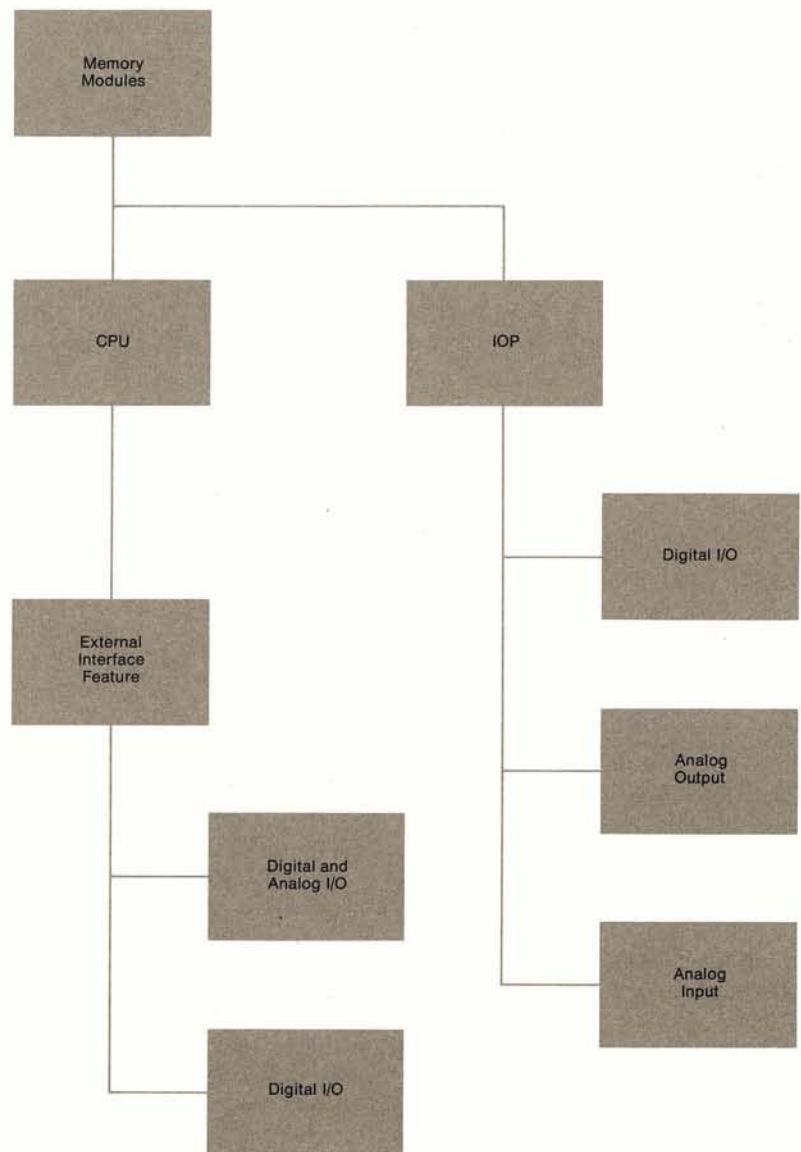 Memory
Modules
CPU
IOP
Digital I/O
External
Interface
Feature
Analog
Output
Digital and
Analog I/O
Analog
Input
Digital I/O